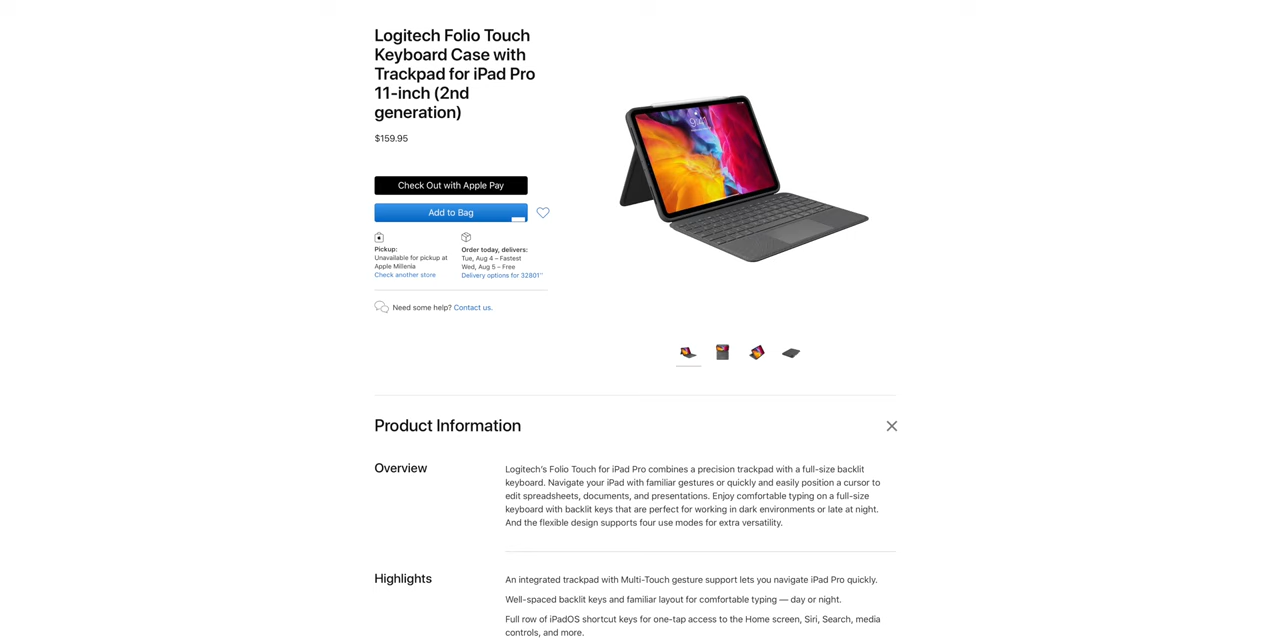 Logitech Folio Touch
Keyboard Case with
Trackpad for iPad Pro
11-inch (2nd
generation)
$159.95
Check Out with Apple Pay
Add to Bag
Pickup:
Unavailable for pickup at
Apple Millenia
Check another store
Order today, delivers:
Tue, Aug 4 – Fastest
Wed, Aug 5 – Free
Delivery options for 32801
Need some help? Contact us.
9:41
Product Information
Overview
Logitech's Folio Touch for iPad Pro combines a precision trackpad with a full-size backlit
keyboard. Navigate your iPad with familiar gestures or quickly and easily position a cursor to
edit spreadsheets, documents, and presentations. Enjoy comfortable typing on a full-size
keyboard with backlit keys that are perfect for working in dark environments or late at night.
And the flexible design supports four use modes for extra versatility.
Highlights
An integrated trackpad with Multi-Touch gesture support lets you navigate iPad Pro quickly.
Well-spaced backlit keys and familiar layout for comfortable typing — day or night.
Full row of iPadOS shortcut keys for one-tap access to the Home screen, Siri, Search, media
controls, and more.